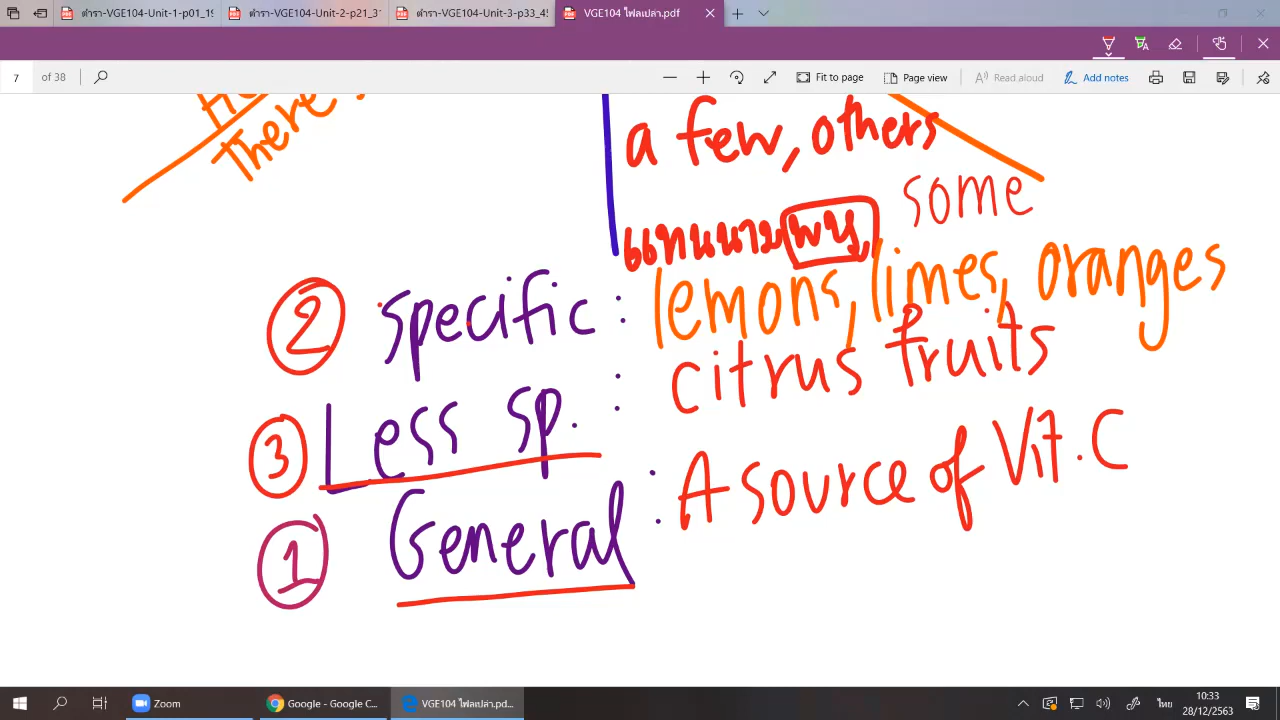 ตำรา-VGE104-Unit-1-p01_1
ตำรา-VGE104-Unit-2-p21_3
ตำรา-VGE104-Unit-3-p33_4
VGE104 ไฟลเปล่า.pdf
7 of 38
Fit to page
Page view
Read aloud
Add notes
There
a few, others
some
แทนนามพหู
② specific: lemons, limes, oranges
citrus fruits
③ Less sp. :
① General : A source of Vit. C
Zoom
Google - Google C...
VGE104 ไฟลเปล่า.pd...
ไทย
10:33
28/12/2563